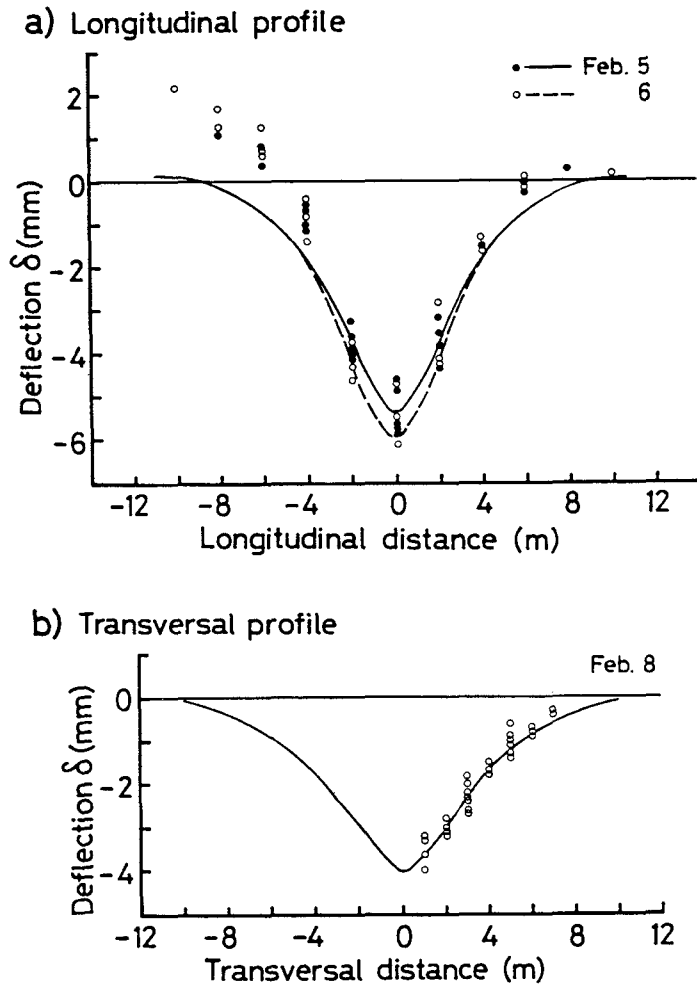 a) Longitudinal profile
Feb. 5
6
2
0
-2
-4
-6
Deflection δ (mm)
-12 -8 -4 0 4 8 12
Longitudinal distance (m)
b) Transversal profile
Feb. 8
0
-2
-4
Deflection δ (mm)
-12 -8 -4 0 4 8 12
Transversal distance (m)